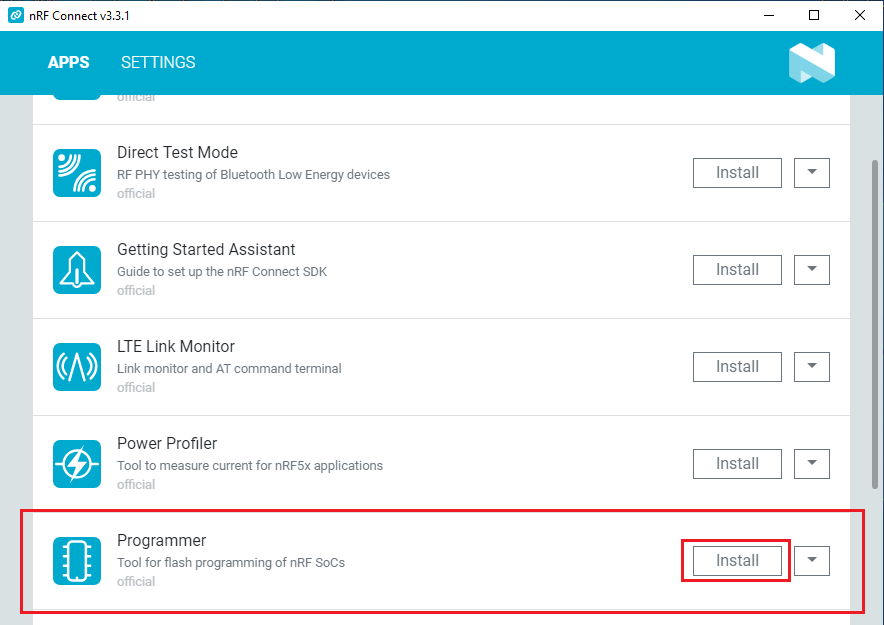 nRF Connect v3.3.1
APPS SETTINGS
official
Direct Test Mode
RF PHY testing of Bluetooth Low Energy devices
official
Install
Getting Started Assistant
Guide to set up the nRF Connect SDK
official
Install
LTE Link Monitor
Link monitor and AT command terminal
official
Install
Power Profiler
Tool to measure current for nRF5x applications
official
Install
Programmer
Tool for flash programming of nRF SoCs
official
Install